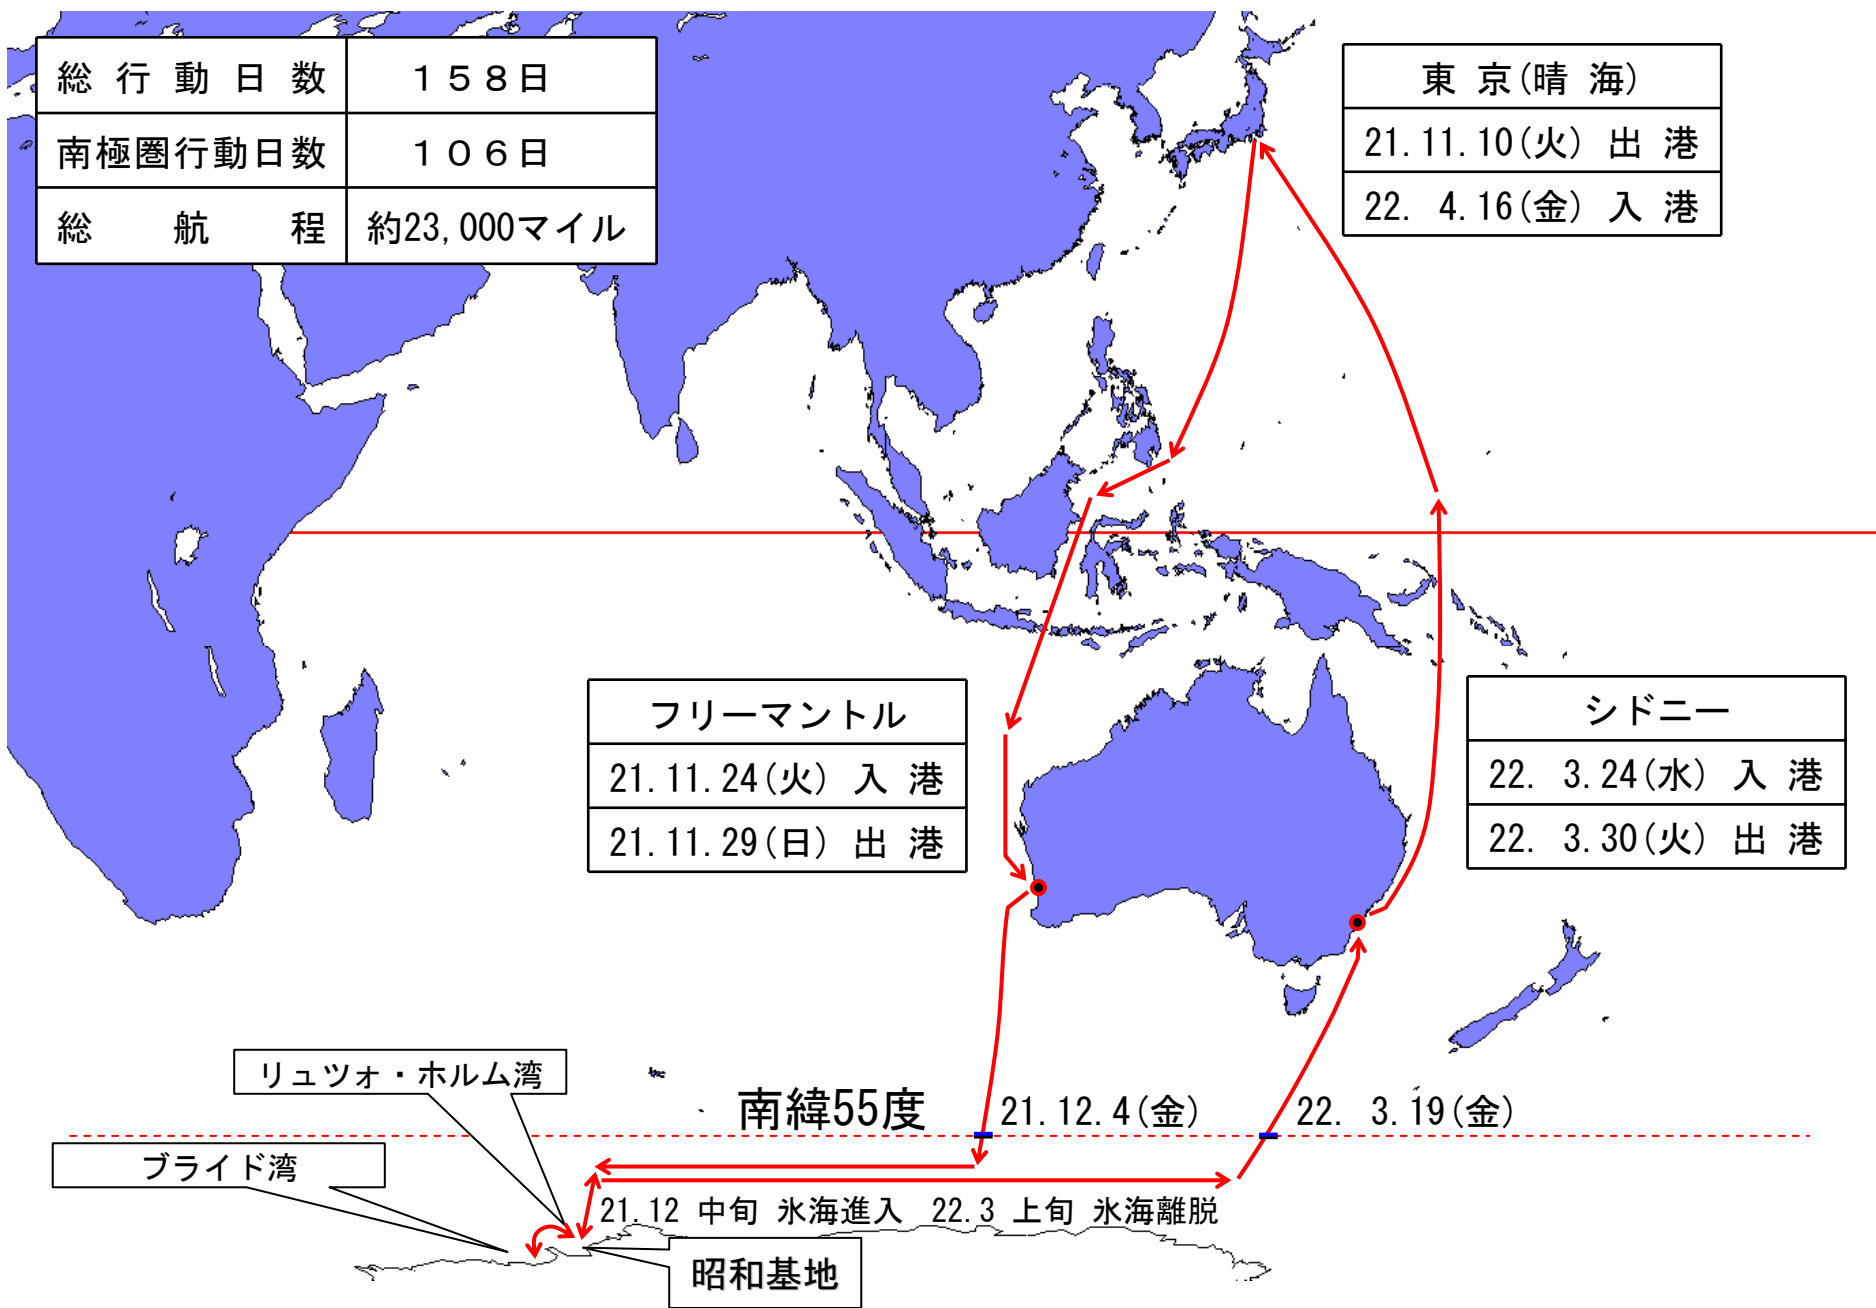 総行動日数 158日
南極圏行動日数 106日
総航程 約23,000マイル
東京(晴海)
21.11.10(火) 出港
22. 4.16(金) 入港
フリーマントル
21.11.24(火) 入港
21.11.29(日) 出港
シドニー
22. 3.24(水) 入港
22. 3.30(火) 出港
リュツォ・ホルム湾
南緯55度 21.12.4(金) 22. 3.19(金)
ブライド湾
21.12 中旬 氷海進入 22.3 上旬 氷海離脱
昭和基地